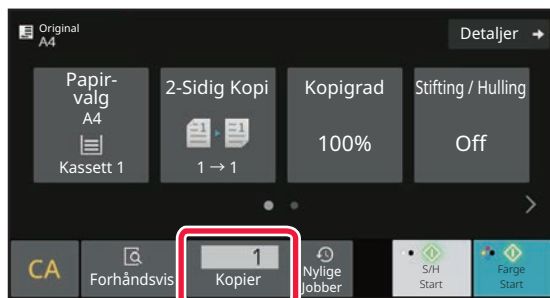 Original
A4
Detaljer
Papir-
valg
A4
Kassett 1
2-Sidig Kopi
1 → 1
Kopigrad
100%
Stifting / Hulling
Off
CA
Forhåndsvis
1
Kopier
Nylige
Jobber
S/H
Start
Farge
Start